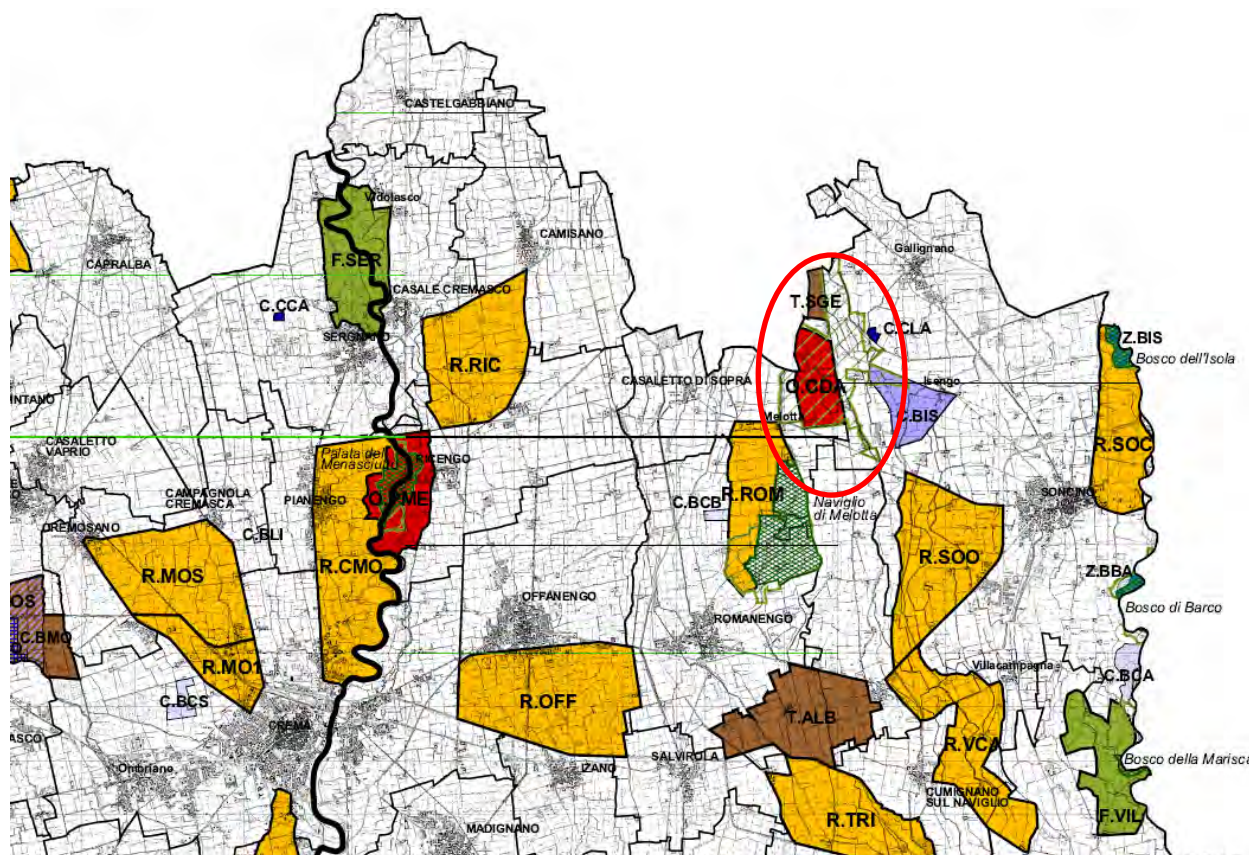 CASTELGABBIANO
Vidolasco
CAMISANO
Gallignano
CAPRALBA
F.SER
CASALE CREMASCO
C.CCA
T.SGE
C.CLA
SERGNANO
Z.BIS
Bosco dell'Isola
R.RIC
CASALETTO DI SOPRA
O.CDA
Isengo
C.BIS
Melotta
CASALETTO
VAPRIO
Palata del
Menasciutto
RICENGO
R.SOC
CAMPAGNOLA
CREMASCA
PIANENGO
O.PME
C.BCB
R.ROM
Naviglio
di Melotta
SONCINO
C.BLI
R.MOS
R.CMO
R.SOO
Z.BBA
Bosco di Barco
OFFANENGO
ROMANENGO
C.BMO
R.MO1
Villacampagna
C.BCA
C.BCS
R.OFF
T.ALB
CREMA
R.VCA
Ombriano
IZANO
SALVIROLA
Bosco della Marisca
CUMIGNANO
SUL NAVIGLIO
R.TRI
F.VIL
MADIGNANO